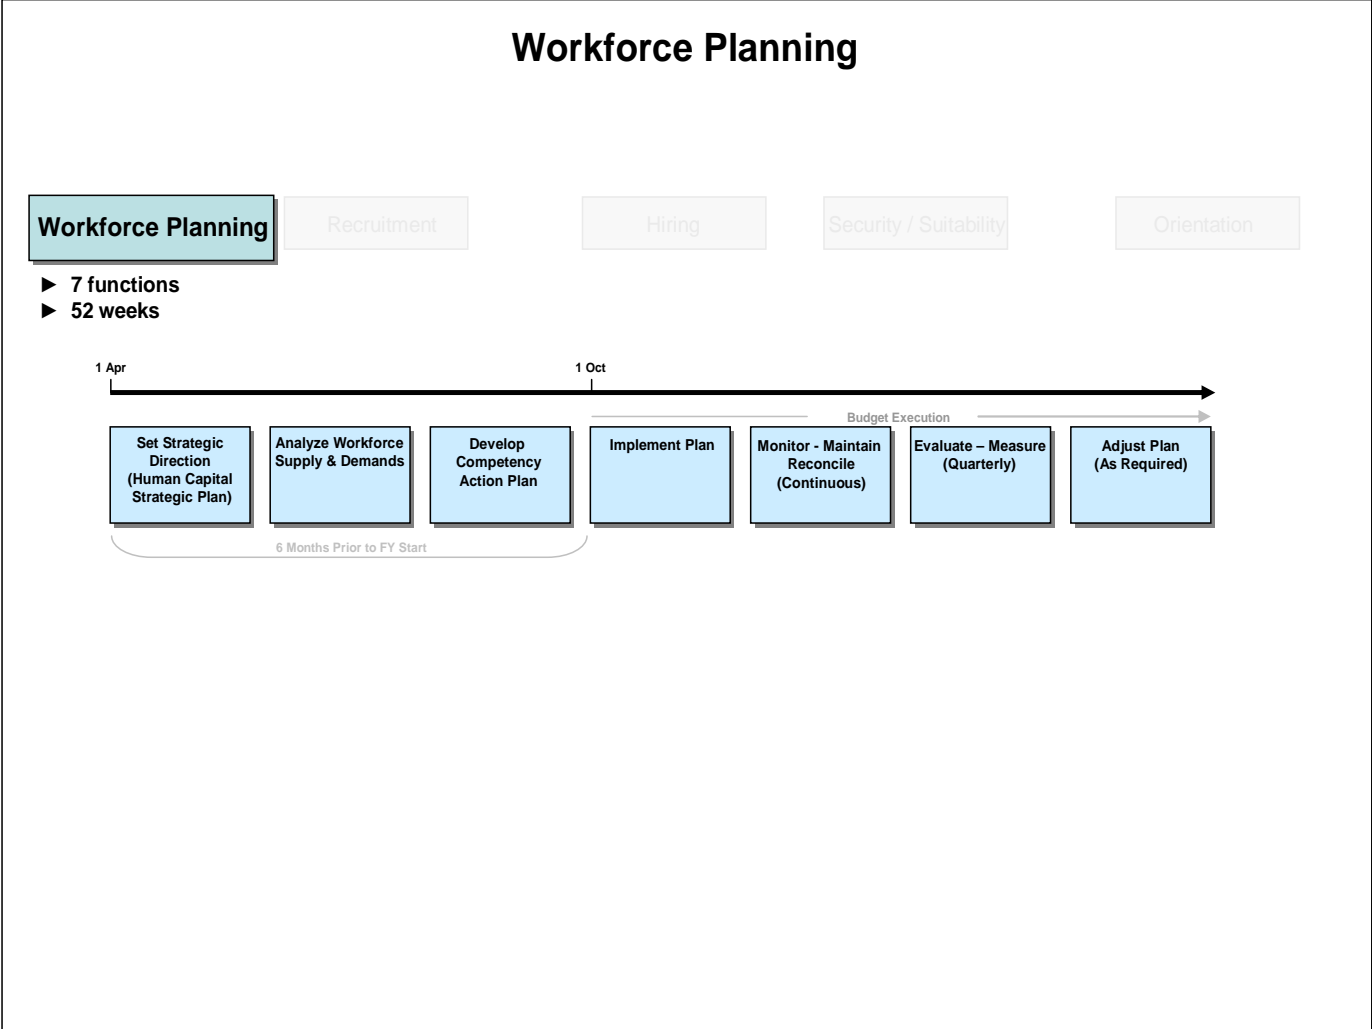 Workforce Planning
Workforce Planning
Recruitment
Hiring
Security / Suitability
Orientation
► 7 functions
► 52 weeks
1 Apr
1 Oct
Budget Execution
Set Strategic
Direction
(Human Capital
Strategic Plan)
Analyze Workforce
Supply & Demands
Develop
Competency
Action Plan
Implement Plan
Monitor - Maintain
Reconcile
(Continuous)
Evaluate – Measure
(Quarterly)
Adjust Plan
(As Required)
6 Months Prior to FY Start